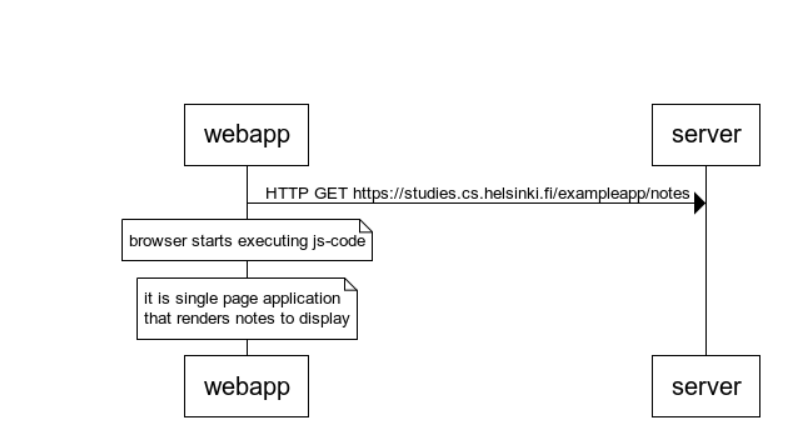 webapp
server
HTTP GET https://studies.cs.helsinki.fi/exampleapp/notes
browser starts executing js-code
it is single page application
that renders notes to display
webapp
server